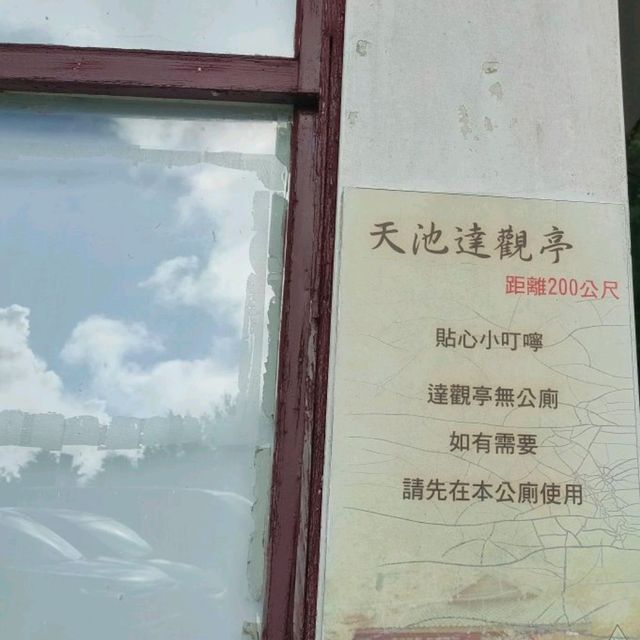 天池達觀亭
距離200公尺
貼心小叮嚀
達觀亭無公廁
如有需要
請先在本公廁使用